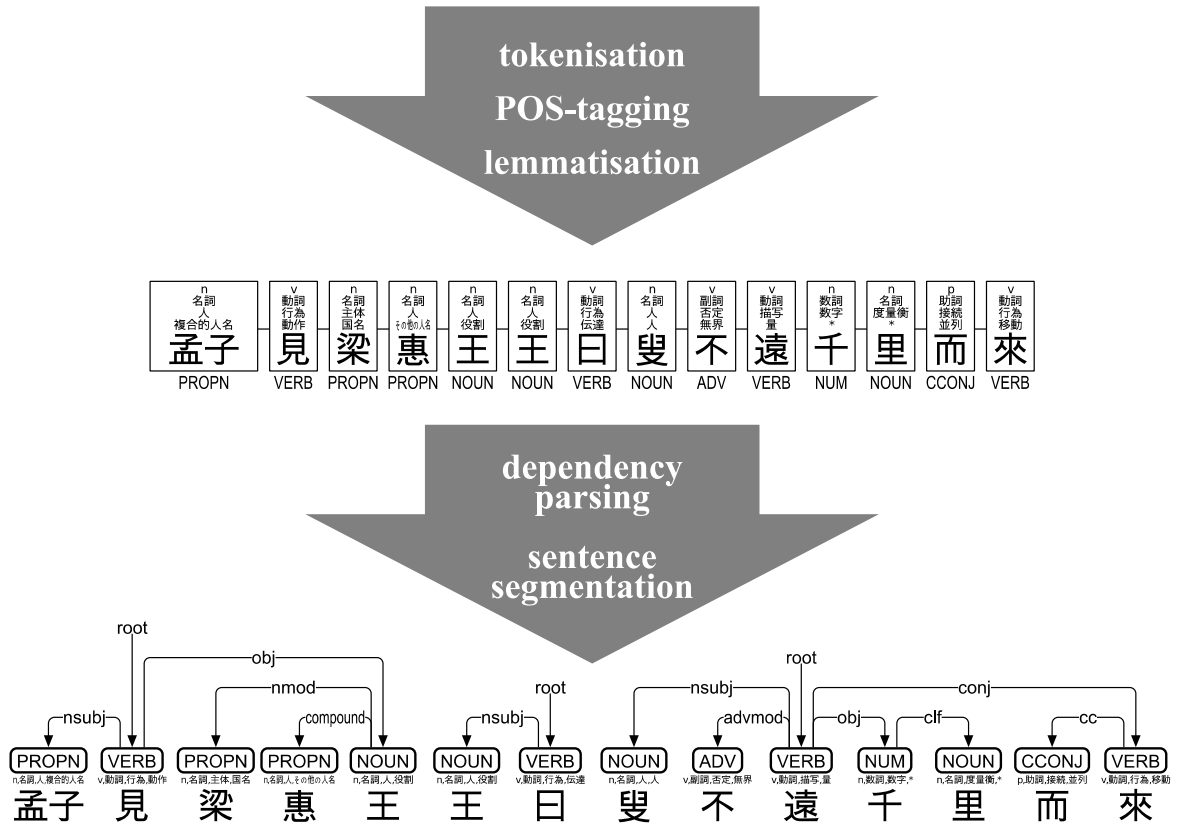 tokenisation
POS-tagging
lemmatisation
n n n n n n v n v v n n p v
名詞 動詞 名詞 名詞 名詞 名詞 動詞 名詞 副詞 動詞 数詞 名詞 助詞 動詞
人 行為 主体 人 人 人 行為 人 否定 描写 数字 度量衡 接続 行為
複合的人名 動作 国名 その他の人名 役割 役割 伝達 人 無界 量 * * 並列 移動
孟子 見 梁 惠 王 王 曰 叟 不 遠 千 里 而 來
PROPN VERB PROPN PROPN NOUN NOUN VERB NOUN ADV VERB NUM NOUN CCONJ VERB
dependency
parsing
sentence
segmentation
root
obj root
nmod root nsubj conj
nsubj compound nsubj advmod obj clf cc
PROPN VERB PROPN PROPN NOUN NOUN VERB NOUN ADV VERB NUM NOUN CCONJ VERB
n,名詞,人,複合的人名 v,動詞,行為,動作 n,名詞,主体,国名 n,名詞,人,その他の人名 n,名詞,人,役割 n,名詞,人,役割 v,動詞,行為,伝達 n,名詞,人,人 v,副詞,否定,無界 v,動詞,描写,量 n,数詞,数字,* n,名詞,度量衡,* p,助詞,接続,並列 v,動詞,行為,移動
孟子 見 梁 惠 王 王 曰 叟 不 遠 千 里 而 來